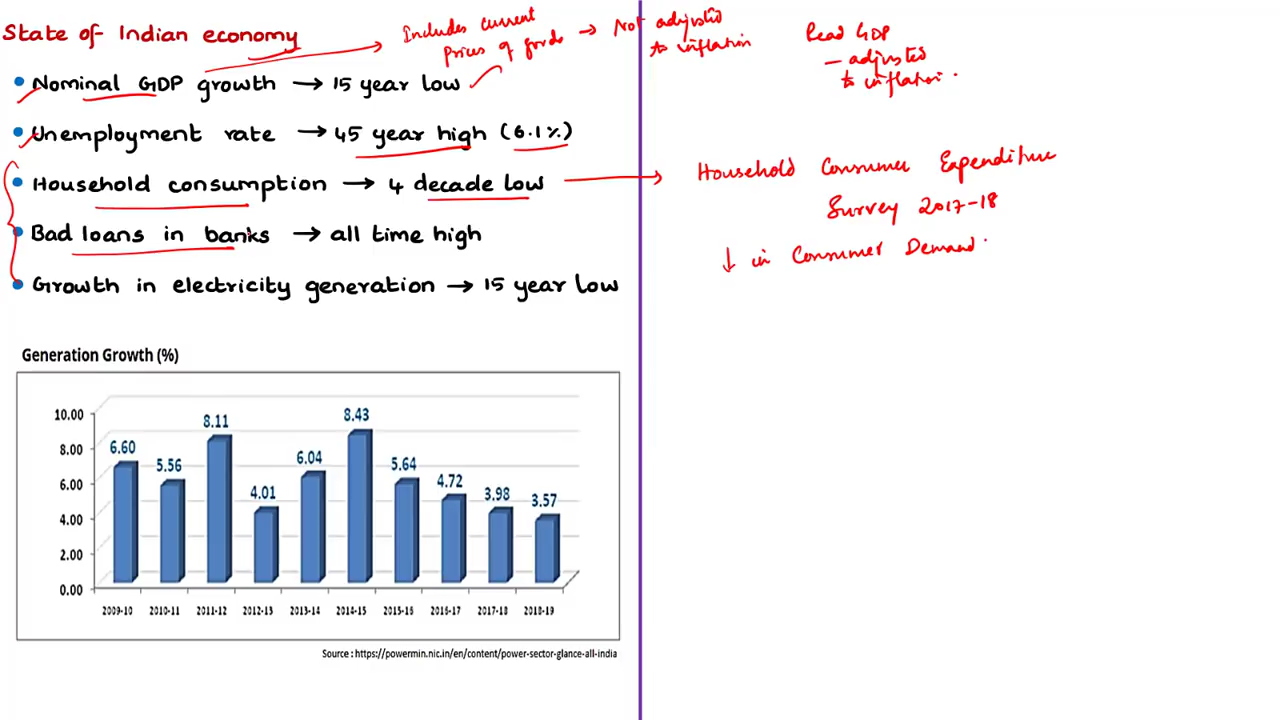 State of Indian economy
Includes current
prices of goods → Not adjusted
to inflation
Real GDP
– adjusted
to inflation.
• Nominal GDP growth → 15 year low
• Unemployment rate → 45 year high (6.1%)
• Household consumption → 4 decade low → Household Consumer Expenditure
Survey 2017-18
• Bad loans in banks → all time high
↓ in Consumer Demand.
• Growth in electricity generation → 15 year low
Generation Growth (%)
10.00
8.00
6.00
4.00
2.00
0.00
6.60 5.56 8.11 4.01 6.04 8.43 5.64 4.72 3.98 3.57
2009-10 2010-11 2011-12 2012-13 2013-14 2014-15 2015-16 2016-17 2017-18 2018-19
Source : https://powermin.nic.in/en/content/power-sector-glance-all-india